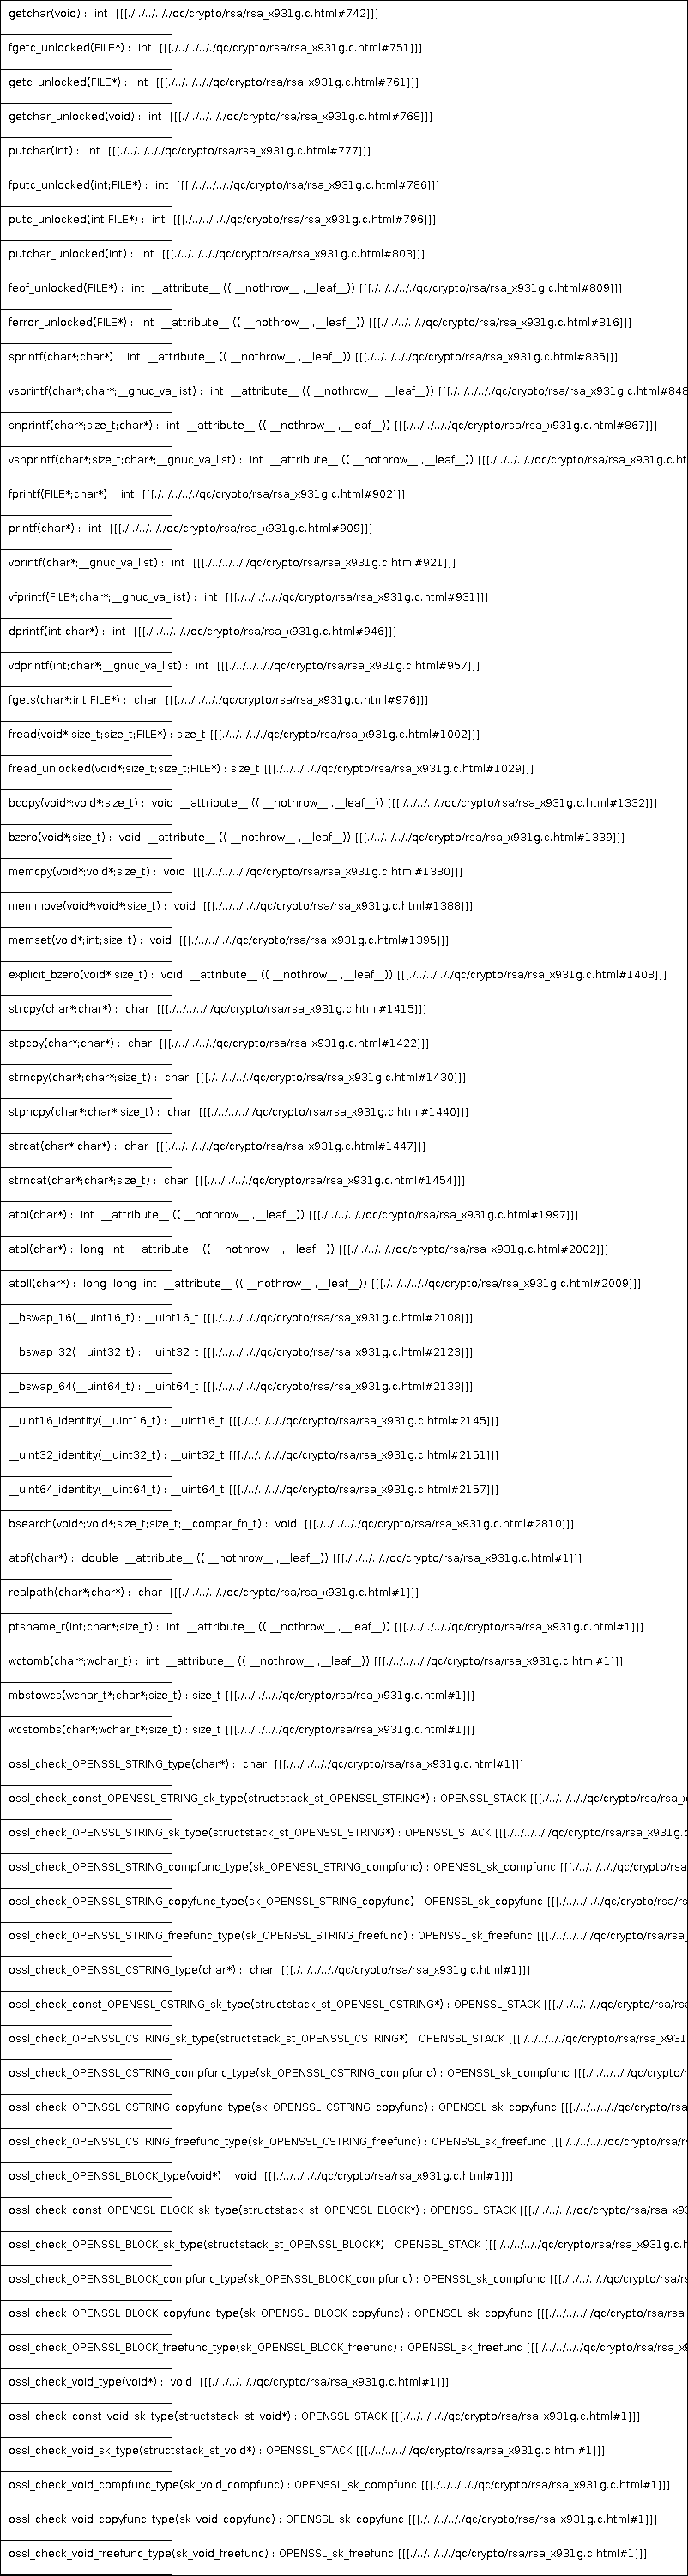 getchar(void) : int [[[./../../../../qc/crypto/rsa/rsa_x931g.c.html#742]]]
fgetc_unlocked(FILE*) : int [[[./../../../../qc/crypto/rsa/rsa_x931g.c.html#751]]]
getc_unlocked(FILE*) : int [[[./../../../../qc/crypto/rsa/rsa_x931g.c.html#761]]]
getchar_unlocked(void) : int [[[./../../../../qc/crypto/rsa/rsa_x931g.c.html#768]]]
putchar(int) : int [[[./../../../../qc/crypto/rsa/rsa_x931g.c.html#777]]]
fputc_unlocked(int;FILE*) : int [[[./../../../../qc/crypto/rsa/rsa_x931g.c.html#786]]]
putc_unlocked(int;FILE*) : int [[[./../../../../qc/crypto/rsa/rsa_x931g.c.html#796]]]
putchar_unlocked(int) : int [[[./../../../../qc/crypto/rsa/rsa_x931g.c.html#803]]]
feof_unlocked(FILE*) : int __attribute__ (( __nothrow__ ,__leaf__)) [[[./../../../../qc/crypto/rsa/rsa_x931g.c.html#809]]]
ferror_unlocked(FILE*) : int __attribute__ (( __nothrow__ ,__leaf__)) [[[./../../../../qc/crypto/rsa/rsa_x931g.c.html#816]]]
sprintf(char*;char*) : int __attribute__ (( __nothrow__ ,__leaf__)) [[[./../../../../qc/crypto/rsa/rsa_x931g.c.html#835]]]
vsprintf(char*;char*;__gnuc_va_list) : int __attribute__ (( __nothrow__ ,__leaf__)) [[[./../../../../qc/crypto/rsa/rsa_x931g.c.html#848
snprintf(char*;size_t;char*) : int __attribute__ (( __nothrow__ ,__leaf__)) [[[./../../../../qc/crypto/rsa/rsa_x931g.c.html#867]]]
vsnprintf(char*;size_t;char*;__gnuc_va_list) : int __attribute__ (( __nothrow__ ,__leaf__)) [[[./../../../../qc/crypto/rsa/rsa_x931g.c.ht
fprintf(FILE*;char*) : int [[[./../../../../qc/crypto/rsa/rsa_x931g.c.html#902]]]
printf(char*) : int [[[./../../../../qc/crypto/rsa/rsa_x931g.c.html#909]]]
vprintf(char*;__gnuc_va_list) : int [[[./../../../../qc/crypto/rsa/rsa_x931g.c.html#921]]]
vfprintf(FILE*;char*;__gnuc_va_list) : int [[[./../../../../qc/crypto/rsa/rsa_x931g.c.html#931]]]
dprintf(int;char*) : int [[[./../../../../qc/crypto/rsa/rsa_x931g.c.html#946]]]
vdprintf(int;char*;__gnuc_va_list) : int [[[./../../../../qc/crypto/rsa/rsa_x931g.c.html#957]]]
fgets(char*;int;FILE*) : char [[[./../../../../qc/crypto/rsa/rsa_x931g.c.html#976]]]
fread(void*;size_t;size_t;FILE*) : size_t [[[./../../../../qc/crypto/rsa/rsa_x931g.c.html#1002]]]
fread_unlocked(void*;size_t;size_t;FILE*) : size_t [[[./../../../../qc/crypto/rsa/rsa_x931g.c.html#1029]]]
bcopy(void*;void*;size_t) : void __attribute__ (( __nothrow__ ,__leaf__)) [[[./../../../../qc/crypto/rsa/rsa_x931g.c.html#1332]]]
bzero(void*;size_t) : void __attribute__ (( __nothrow__ ,__leaf__)) [[[./../../../../qc/crypto/rsa/rsa_x931g.c.html#1339]]]
memcpy(void*;void*;size_t) : void [[[./../../../../qc/crypto/rsa/rsa_x931g.c.html#1380]]]
memmove(void*;void*;size_t) : void [[[./../../../../qc/crypto/rsa/rsa_x931g.c.html#1388]]]
memset(void*;int;size_t) : void [[[./../../../../qc/crypto/rsa/rsa_x931g.c.html#1395]]]
explicit_bzero(void*;size_t) : void __attribute__ (( __nothrow__ ,__leaf__)) [[[./../../../../qc/crypto/rsa/rsa_x931g.c.html#1408]]]
strcpy(char*;char*) : char [[[./../../../../qc/crypto/rsa/rsa_x931g.c.html#1415]]]
stpcpy(char*;char*) : char [[[./../../../../qc/crypto/rsa/rsa_x931g.c.html#1422]]]
strncpy(char*;char*;size_t) : char [[[./../../../../qc/crypto/rsa/rsa_x931g.c.html#1430]]]
stpncpy(char*;char*;size_t) : char [[[./../../../../qc/crypto/rsa/rsa_x931g.c.html#1440]]]
strcat(char*;char*) : char [[[./../../../../qc/crypto/rsa/rsa_x931g.c.html#1447]]]
strncat(char*;char*;size_t) : char [[[./../../../../qc/crypto/rsa/rsa_x931g.c.html#1454]]]
atoi(char*) : int __attribute__ (( __nothrow__ ,__leaf__)) [[[./../../../../qc/crypto/rsa/rsa_x931g.c.html#1997]]]
atol(char*) : long int __attribute__ (( __nothrow__ ,__leaf__)) [[[./../../../../qc/crypto/rsa/rsa_x931g.c.html#2002]]]
atoll(char*) : long long int __attribute__ (( __nothrow__ ,__leaf__)) [[[./../../../../qc/crypto/rsa/rsa_x931g.c.html#2009]]]
__bswap_16(__uint16_t) : __uint16_t [[[./../../../../qc/crypto/rsa/rsa_x931g.c.html#2108]]]
__bswap_32(__uint32_t) : __uint32_t [[[./../../../../qc/crypto/rsa/rsa_x931g.c.html#2123]]]
__bswap_64(__uint64_t) : __uint64_t [[[./../../../../qc/crypto/rsa/rsa_x931g.c.html#2133]]]
__uint16_identity(__uint16_t) : __uint16_t [[[./../../../../qc/crypto/rsa/rsa_x931g.c.html#2145]]]
__uint32_identity(__uint32_t) : __uint32_t [[[./../../../../qc/crypto/rsa/rsa_x931g.c.html#2151]]]
__uint64_identity(__uint64_t) : __uint64_t [[[./../../../../qc/crypto/rsa/rsa_x931g.c.html#2157]]]
bsearch(void*;void*;size_t;size_t;__compar_fn_t) : void [[[./../../../../qc/crypto/rsa/rsa_x931g.c.html#2810]]]
atof(char*) : double __attribute__ (( __nothrow__ ,__leaf__)) [[[./../../../../qc/crypto/rsa/rsa_x931g.c.html#1]]]
realpath(char*;char*) : char [[[./../../../../qc/crypto/rsa/rsa_x931g.c.html#1]]]
ptsname_r(int;char*;size_t) : int __attribute__ (( __nothrow__ ,__leaf__)) [[[./../../../../qc/crypto/rsa/rsa_x931g.c.html#1]]]
wctomb(char*;wchar_t) : int __attribute__ (( __nothrow__ ,__leaf__)) [[[./../../../../qc/crypto/rsa/rsa_x931g.c.html#1]]]
mbstowcs(wchar_t*;char*;size_t) : size_t [[[./../../../../qc/crypto/rsa/rsa_x931g.c.html#1]]]
wcstombs(char*;wchar_t*;size_t) : size_t [[[./../../../../qc/crypto/rsa/rsa_x931g.c.html#1]]]
ossl_check_OPENSSL_STRING_type(char*) : char [[[./../../../../qc/crypto/rsa/rsa_x931g.c.html#1]]]
ossl_check_const_OPENSSL_STRING_sk_type(structstack_st_OPENSSL_STRING*) : OPENSSL_STACK [[[./../../../../qc/crypto/rsa/rsa_x
ossl_check_OPENSSL_STRING_sk_type(structstack_st_OPENSSL_STRING*) : OPENSSL_STACK [[[./../../../../qc/crypto/rsa/rsa_x931g.c
ossl_check_OPENSSL_STRING_compfunc_type(sk_OPENSSL_STRING_compfunc) : OPENSSL_sk_compfunc [[[./../../../../qc/crypto/rsa
ossl_check_OPENSSL_STRING_copyfunc_type(sk_OPENSSL_STRING_copyfunc) : OPENSSL_sk_copyfunc [[[./../../../../qc/crypto/rsa/rs
ossl_check_OPENSSL_STRING_freefunc_type(sk_OPENSSL_STRING_freefunc) : OPENSSL_sk_freefunc [[[./../../../../qc/crypto/rsa/rsa_
ossl_check_OPENSSL_CSTRING_type(char*) : char [[[./../../../../qc/crypto/rsa/rsa_x931g.c.html#1]]]
ossl_check_const_OPENSSL_CSTRING_sk_type(structstack_st_OPENSSL_CSTRING*) : OPENSSL_STACK [[[./../../../../qc/crypto/rsa/rsa
ossl_check_OPENSSL_CSTRING_sk_type(structstack_st_OPENSSL_CSTRING*) : OPENSSL_STACK [[[./../../../../qc/crypto/rsa/rsa_x931
ossl_check_OPENSSL_CSTRING_compfunc_type(sk_OPENSSL_CSTRING_compfunc) : OPENSSL_sk_compfunc [[[./../../../../qc/crypto/r
ossl_check_OPENSSL_CSTRING_copyfunc_type(sk_OPENSSL_CSTRING_copyfunc) : OPENSSL_sk_copyfunc [[[./../../../../qc/crypto/rsa
ossl_check_OPENSSL_CSTRING_freefunc_type(sk_OPENSSL_CSTRING_freefunc) : OPENSSL_sk_freefunc [[[./../../../../qc/crypto/rsa/rs
ossl_check_OPENSSL_BLOCK_type(void*) : void [[[./../../../../qc/crypto/rsa/rsa_x931g.c.html#1]]]
ossl_check_const_OPENSSL_BLOCK_sk_type(structstack_st_OPENSSL_BLOCK*) : OPENSSL_STACK [[[./../../../../qc/crypto/rsa/rsa_x93
ossl_check_OPENSSL_BLOCK_sk_type(structstack_st_OPENSSL_BLOCK*) : OPENSSL_STACK [[[./../../../../qc/crypto/rsa/rsa_x931g.c.h
ossl_check_OPENSSL_BLOCK_compfunc_type(sk_OPENSSL_BLOCK_compfunc) : OPENSSL_sk_compfunc [[[./../../../../qc/crypto/rsa/rs
ossl_check_OPENSSL_BLOCK_copyfunc_type(sk_OPENSSL_BLOCK_copyfunc) : OPENSSL_sk_copyfunc [[[./../../../../qc/crypto/rsa/rsa_
ossl_check_OPENSSL_BLOCK_freefunc_type(sk_OPENSSL_BLOCK_freefunc) : OPENSSL_sk_freefunc [[[./../../../../qc/crypto/rsa/rsa_x9
ossl_check_void_type(void*) : void [[[./../../../../qc/crypto/rsa/rsa_x931g.c.html#1]]]
ossl_check_const_void_sk_type(structstack_st_void*) : OPENSSL_STACK [[[./../../../../qc/crypto/rsa/rsa_x931g.c.html#1]]]
ossl_check_void_sk_type(structstack_st_void*) : OPENSSL_STACK [[[./../../../../qc/crypto/rsa/rsa_x931g.c.html#1]]]
ossl_check_void_compfunc_type(sk_void_compfunc) : OPENSSL_sk_compfunc [[[./../../../../qc/crypto/rsa/rsa_x931g.c.html#1]]]
ossl_check_void_copyfunc_type(sk_void_copyfunc) : OPENSSL_sk_copyfunc [[[./../../../../qc/crypto/rsa/rsa_x931g.c.html#1]]]
ossl_check_void_freefunc_type(sk_void_freefunc) : OPENSSL_sk_freefunc [[[./../../../../qc/crypto/rsa/rsa_x931g.c.html#1]]]